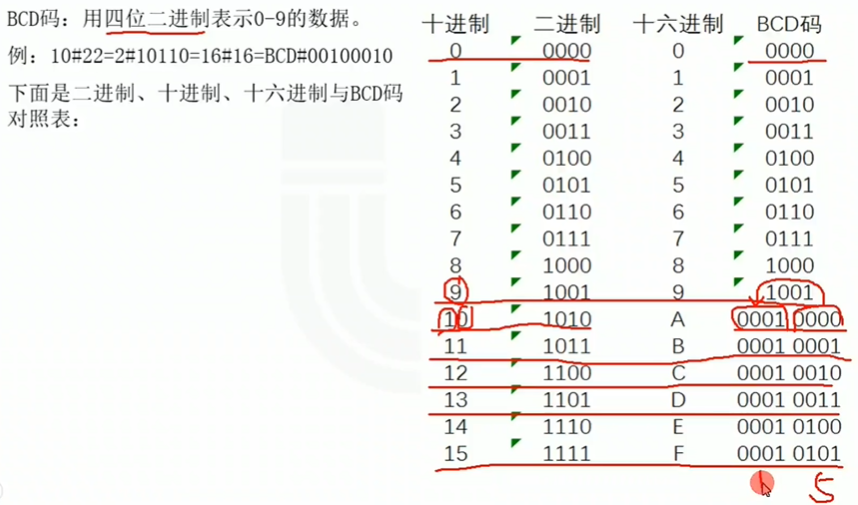 BCD码：用四位二进制表示0-9的数据。
例：10#22=2#10110=16#16=BCD#00100010
下面是二进制、十进制、十六进制与BCD码
对照表：
十进制 二进制 十六进制 BCD码
0 0000 0 0000
1 0001 1 0001
2 0010 2 0010
3 0011 3 0011
4 0100 4 0100
5 0101 5 0101
6 0110 6 0110
7 0111 7 0111
8 1000 8 1000
9 1001 9 1001
10 1010 A 0001 0000
11 1011 B 0001 0001
12 1100 C 0001 0010
13 1101 D 0001 0011
14 1110 E 0001 0100
15 1111 F 0001 0101
1 5